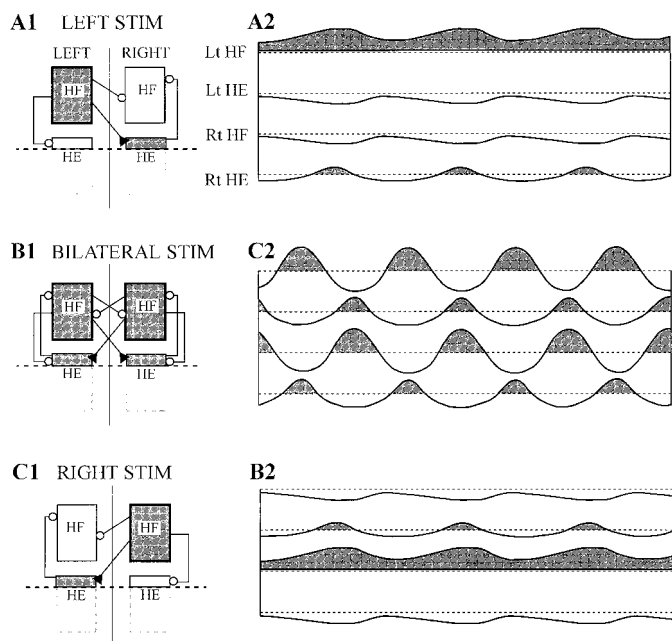 A1 LEFT STIM
LEFT RIGHT
HF HF
HE HE
A2
Lt HF
Lt HE
Rt HF
Rt HE
B1 BILATERAL STIM
HF HF
HE HE
C2
C1 RIGHT STIM
HF HF
HE HE
B2